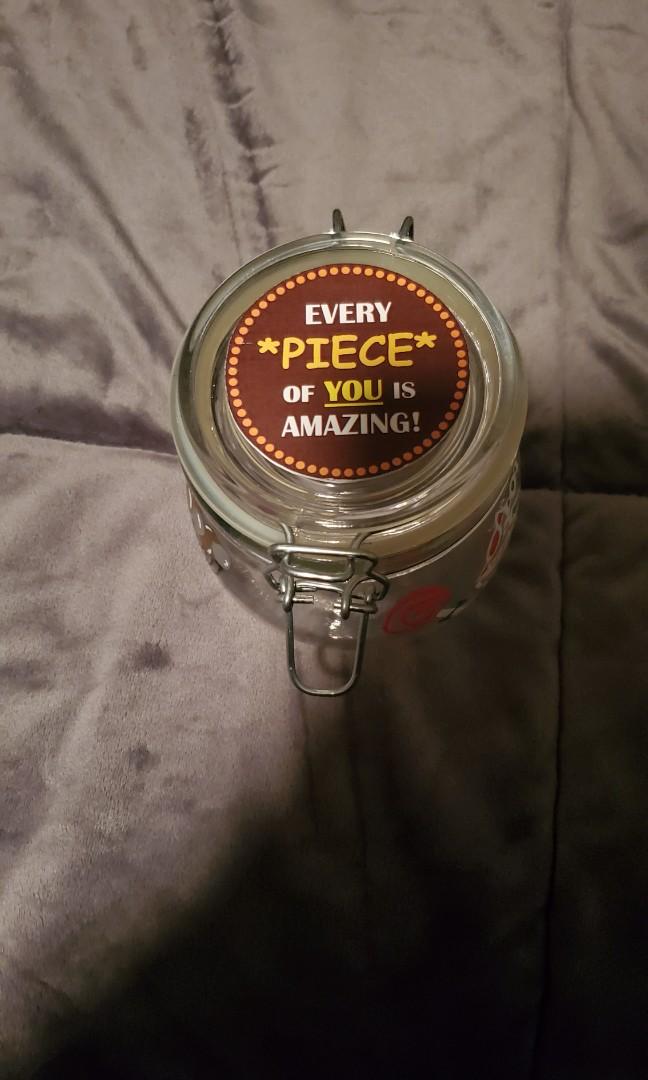 EVERY
*PIECE*
OF YOU IS
AMAZING!